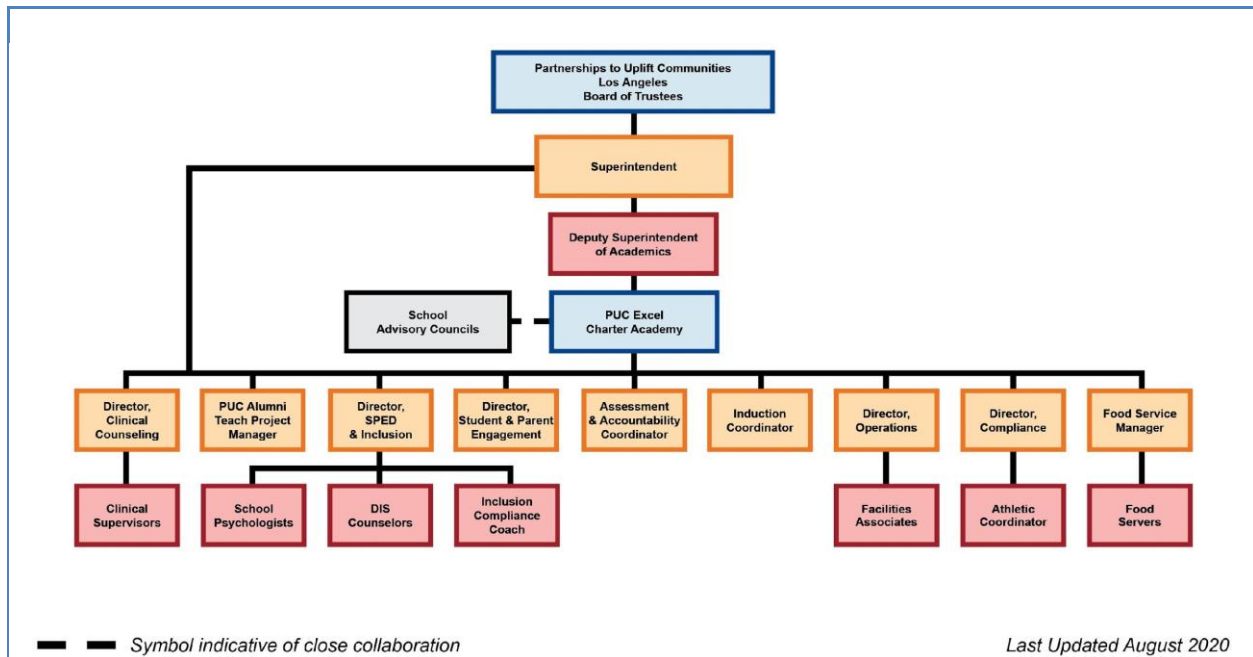 Partnerships to Uplift Communities
Los Angeles
Board of Trustees
Superintendent
Deputy Superintendent
of Academics
School
Advisory Councils
PUC Excel
Charter Academy
Director,
Clinical
Counseling
PUC Alumni
Teach Project
Manager
Director,
SPED
& Inclusion
Director,
Student & Parent
Engagement
Assessment
& Accountability
Coordinator
Induction
Coordinator
Director,
Operations
Director,
Compliance
Food Service
Manager
Clinical
Supervisors
School
Psychologists
DIS
Counselors
Inclusion
Compliance
Coach
Facilities
Associates
Athletic
Coordinator
Food
Servers
Symbol indicative of close collaboration
Last Updated August 2020